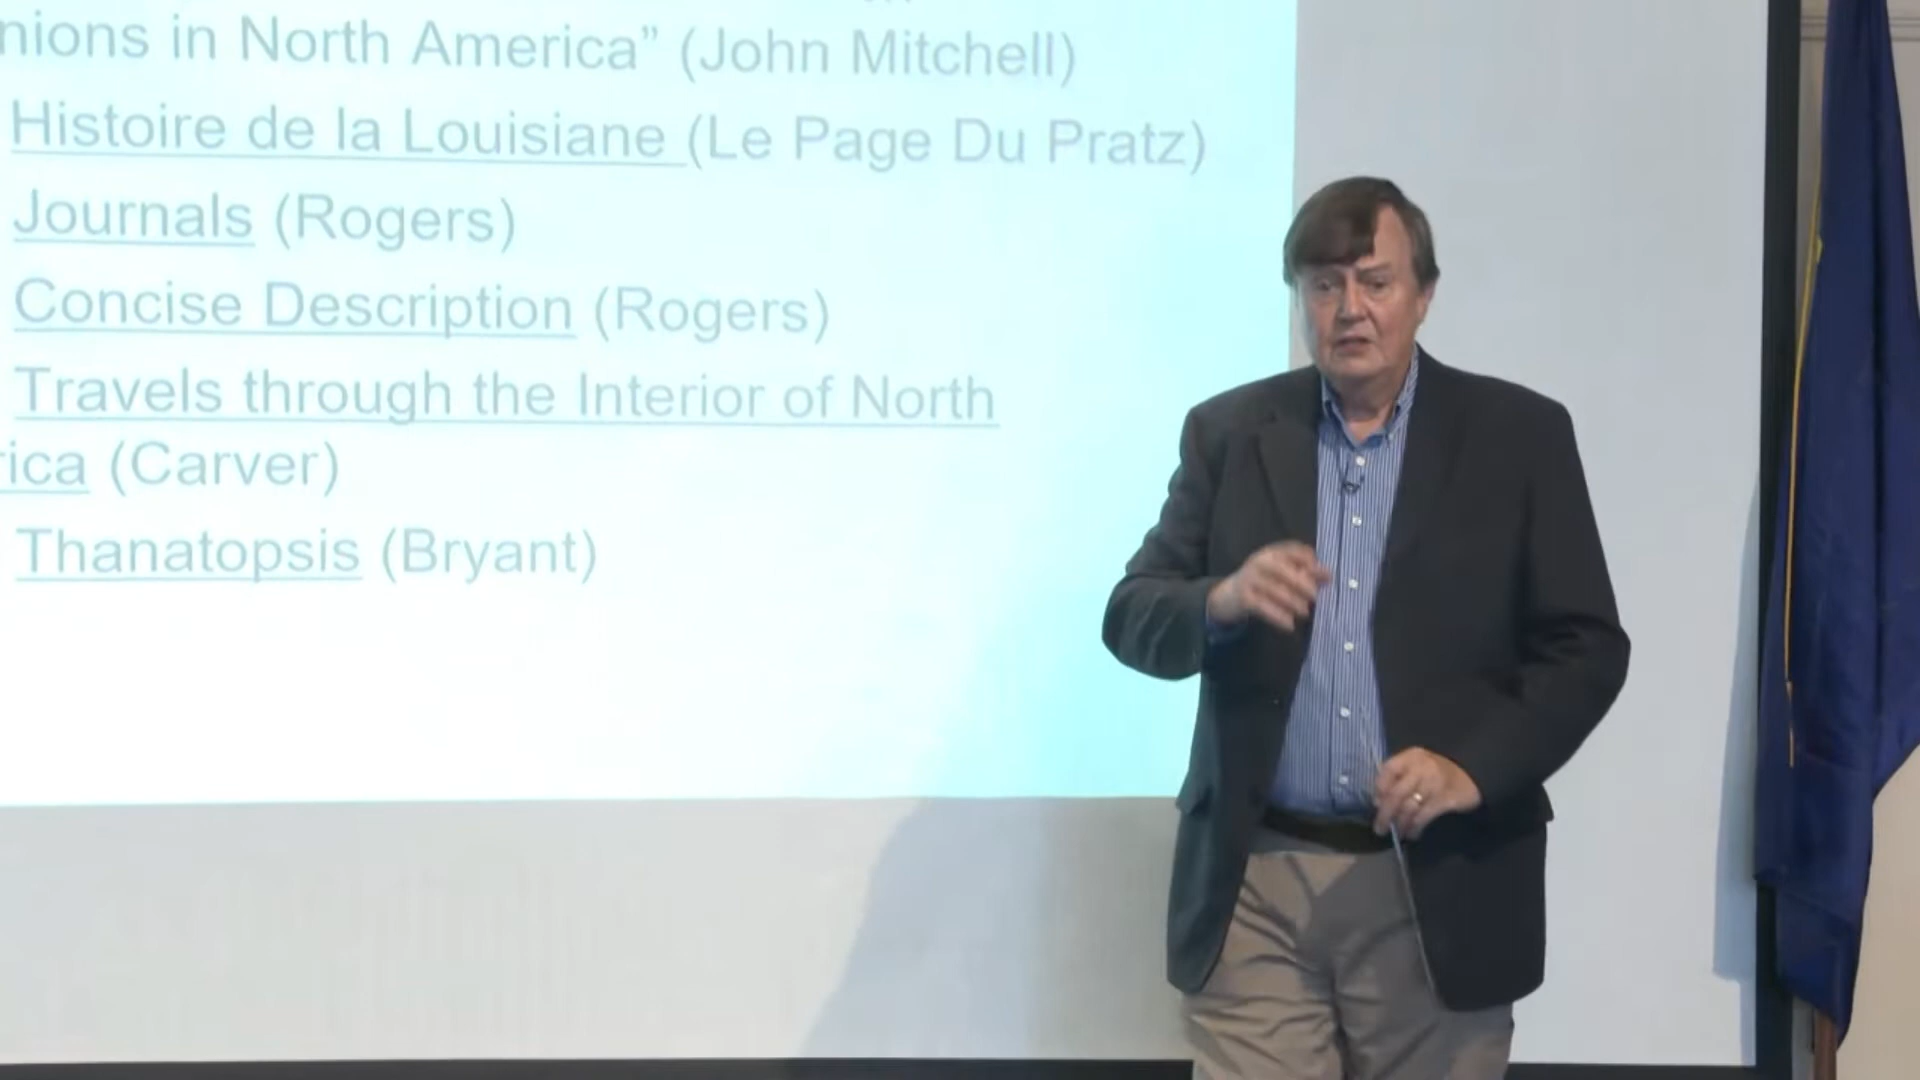 nions in North America” (John Mitchell)
Histoire de la Louisiane (Le Page Du Pratz)
Journals (Rogers)
Concise Description (Rogers)
Travels through the Interior of North
rica (Carver)
Thanatopsis (Bryant)